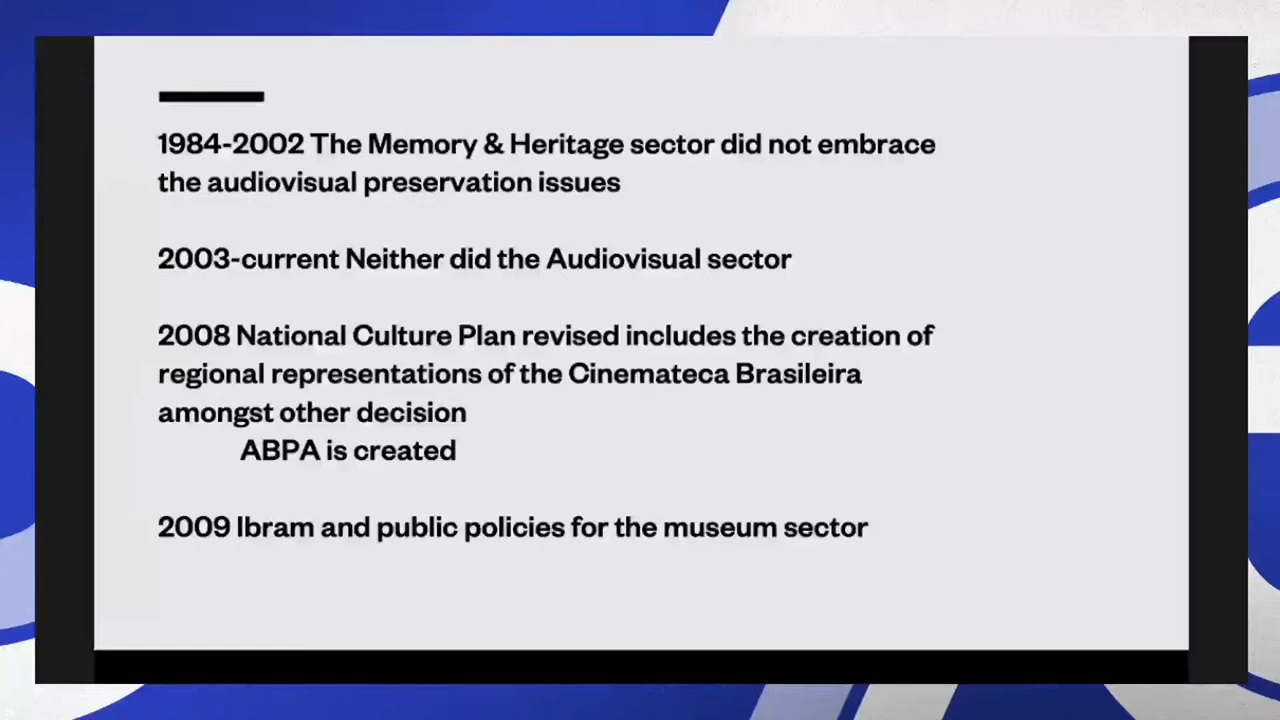 1984-2002 The Memory & Heritage sector did not embrace
the audiovisual preservation issues
2003-current Neither did the Audiovisual sector
2008 National Culture Plan revised includes the creation of
regional representations of the Cinemateca Brasileira
amongst other decision
ABPA is created
2009 Ibram and public policies for the museum sector